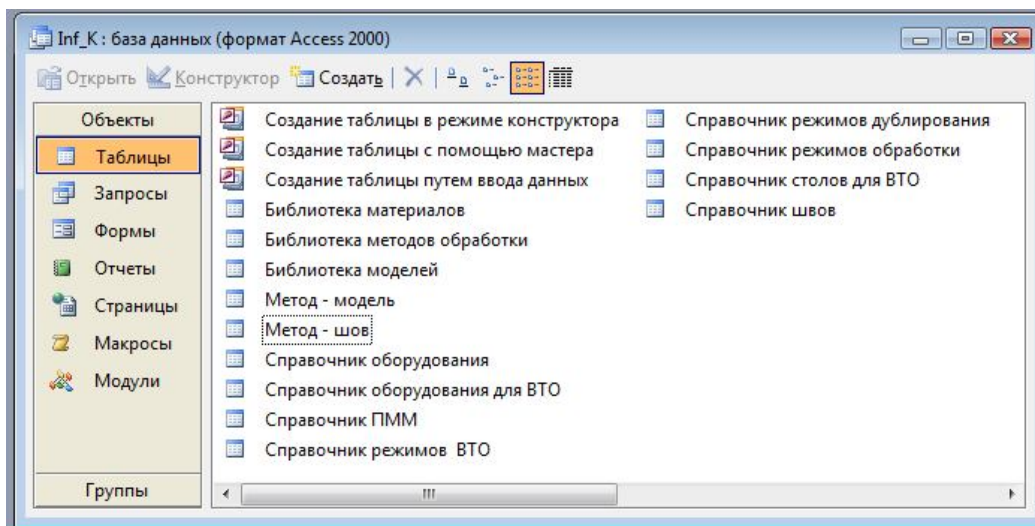 Inf_K : база данных (формат Access 2000)
Открыть Конструктор Создать
Объекты
Таблицы
Запросы
Формы
Отчеты
Страницы
Макросы
Модули
Группы
Создание таблицы в режиме конструктора
Создание таблицы с помощью мастера
Создание таблицы путем ввода данных
Библиотека материалов
Библиотека методов обработки
Библиотека моделей
Метод - модель
Метод - шов
Справочник оборудования
Справочник оборудования для ВТО
Справочник ПММ
Справочник режимов  ВТО
Справочник режимов дублирования
Справочник режимов обработки
Справочник столов для ВТО
Справочник швов